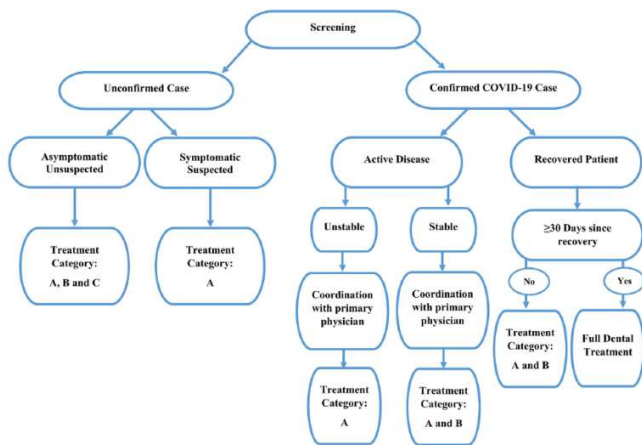 Screening
Unconfirmed Case
Confirmed COVID-19 Case
Asymptomatic
Unsuspected
Symptomatic
Suspected
Active Disease
Recovered Patient
Unstable
Stable
≥30 Days since
recovery
Treatment
Category:
A, B and C
Treatment
Category:
A
No
Yes
Coordination
with primary
physician
Coordination
with primary
physician
Treatment
Category:
A and B
Full Dental
Treatment
Treatment
Category:
A
Treatment
Category:
A and B